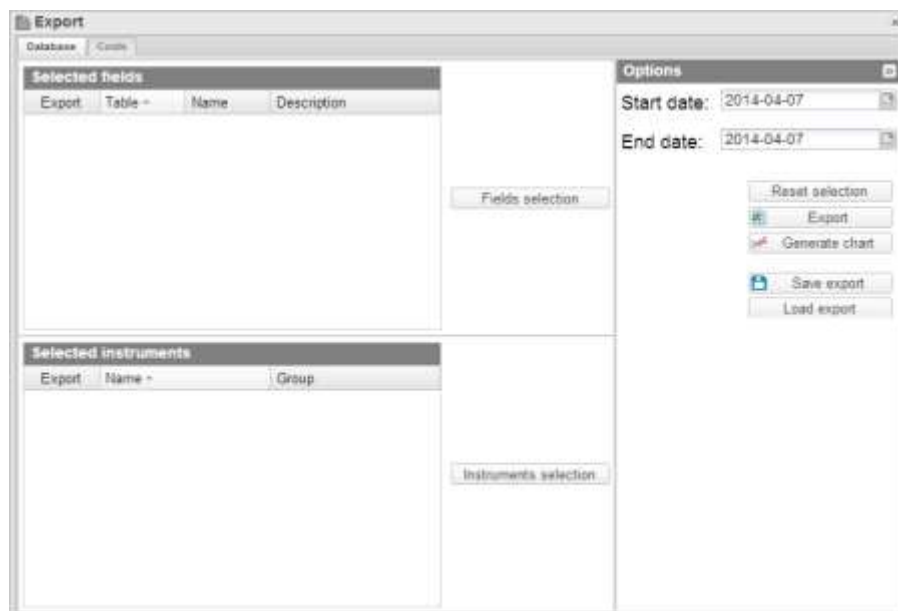 Export
Database Costs
Selected fields
Export Table Name Description
Fields selection
Selected instruments
Export Name Group
Instruments selection
Options
Start date: 2014-04-07
End date: 2014-04-07
Reset selection
Export
Generate chart
Save export
Load export